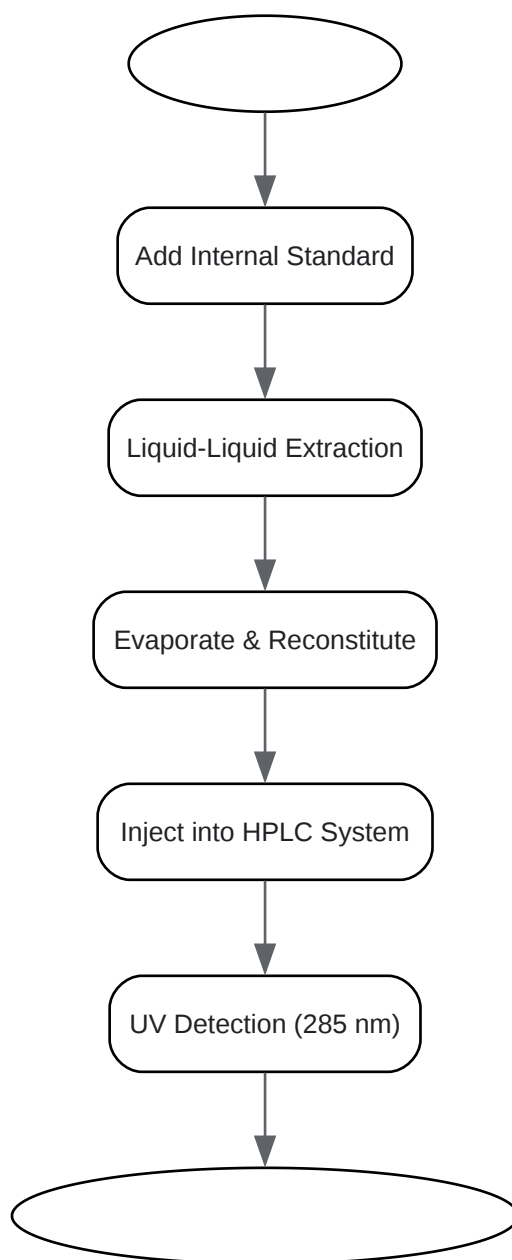 Add Internal Standard
Liquid-Liquid Extraction
Evaporate & Reconstitute
Inject into HPLC System
UV Detection (285 nm)